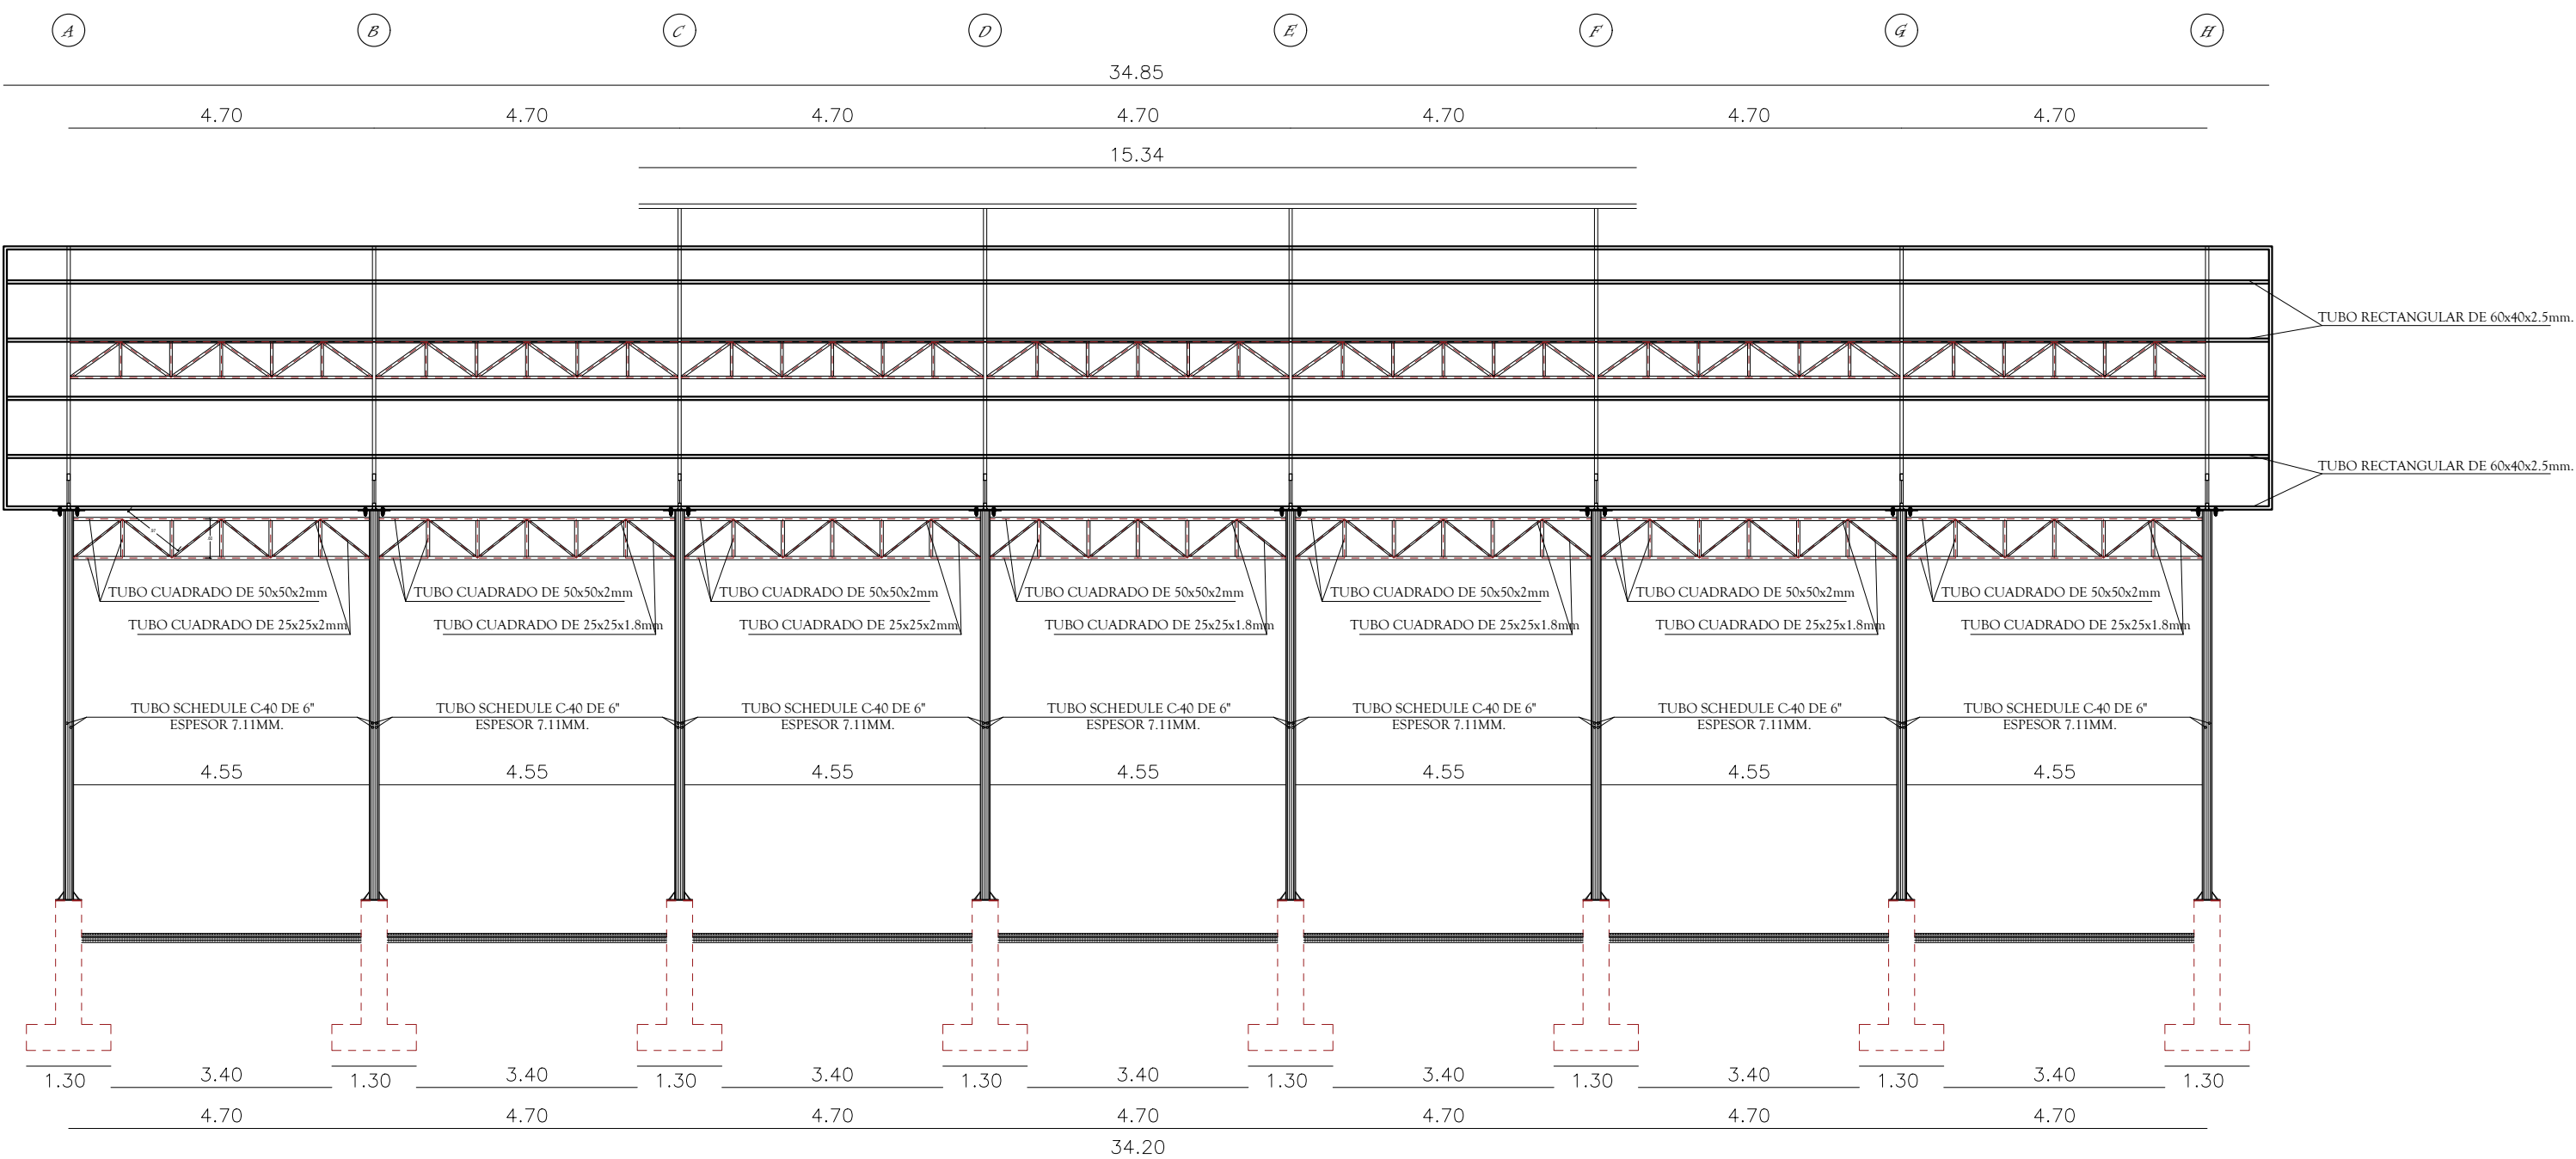 A B C D E F G H
34.85
4.70 4.70 4.70 4.70 4.70 4.70 4.70
15.34
TUBO RECTANGULAR DE 60x40x2.5mm.
TUBO RECTANGULAR DE 60x40x2.5mm.
TUBO CUADRADO DE 50x50x2mm TUBO CUADRADO DE 50x50x2mm TUBO CUADRADO DE 50x50x2mm TUBO CUADRADO DE 50x50x2mm TUBO CUADRADO DE 50x50x2mm TUBO CUADRADO DE 50x50x2mm TUBO CUADRADO DE 50x50x2mm
TUBO CUADRADO DE 25x25x2mm TUBO CUADRADO DE 25x25x1.8mm TUBO CUADRADO DE 25x25x2mm TUBO CUADRADO DE 25x25x1.8mm TUBO CUADRADO DE 25x25x1.8mm TUBO CUADRADO DE 25x25x1.8mm TUBO CUADRADO DE 25x25x1.8mm
TUBO SCHEDULE C-40 DE 6" TUBO SCHEDULE C-40 DE 6" TUBO SCHEDULE C-40 DE 6" TUBO SCHEDULE C-40 DE 6" TUBO SCHEDULE C-40 DE 6" TUBO SCHEDULE C-40 DE 6" TUBO SCHEDULE C-40 DE 6"
ESPESOR 7.11MM. ESPESOR 7.11MM. ESPESOR 7.11MM. ESPESOR 7.11MM. ESPESOR 7.11MM. ESPESOR 7.11MM. ESPESOR 7.11MM.
4.55 4.55 4.55 4.55 4.55 4.55 4.55
3.40 3.40 3.40 3.40 3.40 3.40 3.40
1.30 1.30 1.30 1.30 1.30 1.30 1.30 1.30
4.70 4.70 4.70 4.70 4.70 4.70 4.70
34.20